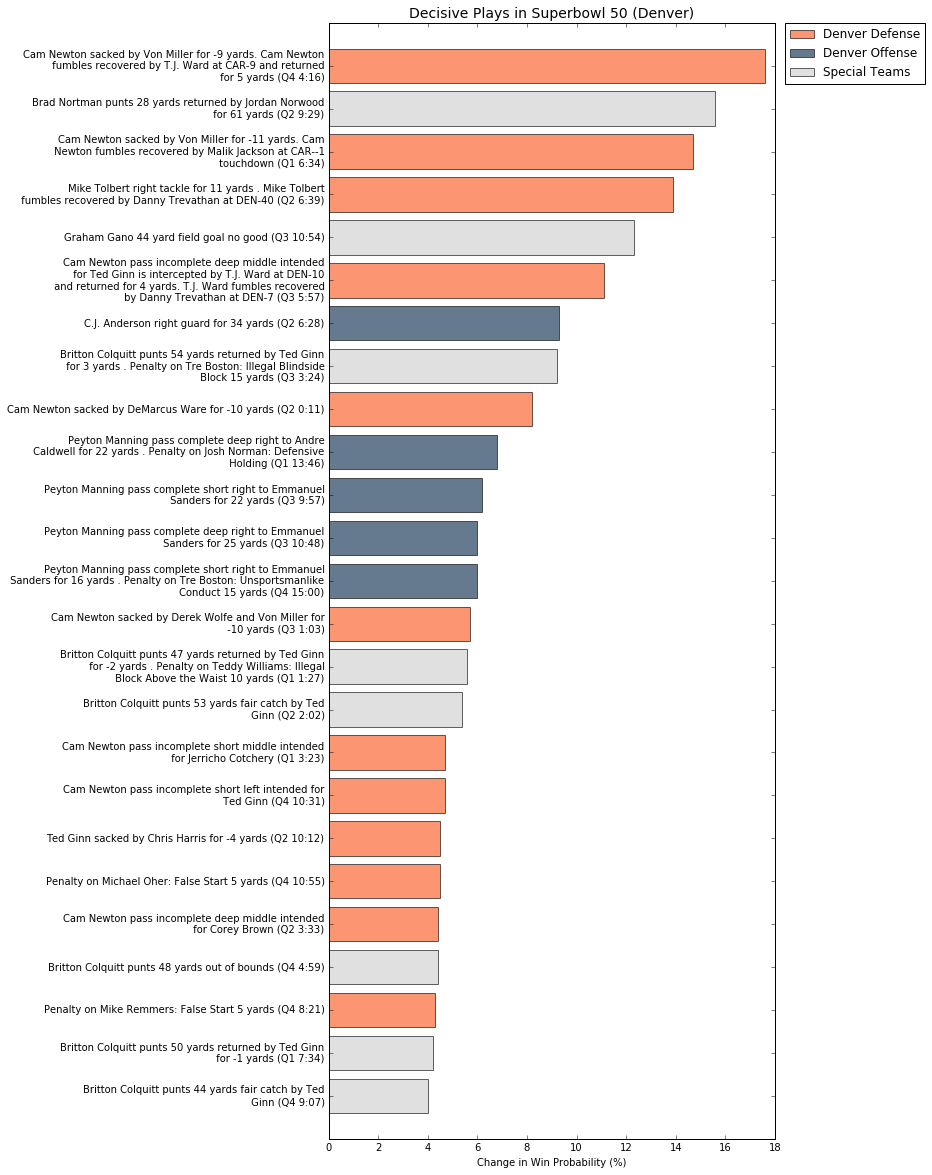 Decisive Plays in Superbowl 50 (Denver)
Denver Defense
Denver Offense
Special Teams
Cam Newton sacked by Von Miller for -9 yards. Cam Newton
fumbles recovered by T.J. Ward at CAR-9 and returned
for 5 yards (Q4 4:16)
Brad Nortman punts 28 yards returned by Jordan Norwood
for 61 yards (Q2 9:29)
Cam Newton sacked by Von Miller for -11 yards. Cam
Newton fumbles recovered by Malik Jackson at CAR--1
touchdown (Q1 6:34)
Mike Tolbert right tackle for 11 yards . Mike Tolbert
fumbles recovered by Danny Trevathan at DEN-40 (Q2 6:39)
Graham Gano 44 yard field goal no good (Q3 10:54)
Cam Newton pass incomplete deep middle intended
for Ted Ginn is intercepted by T.J. Ward at DEN-10
and returned for 4 yards. T.J. Ward fumbles recovered
by Danny Trevathan at DEN-7 (Q3 5:57)
C.J. Anderson right guard for 34 yards (Q2 6:28)
Britton Colquitt punts 54 yards returned by Ted Ginn
for 3 yards . Penalty on Tre Boston: Illegal Blindside
Block 15 yards (Q3 3:24)
Cam Newton sacked by DeMarcus Ware for -10 yards (Q2 0:11)
Peyton Manning pass complete deep right to Andre
Caldwell for 22 yards . Penalty on Josh Norman: Defensive
Holding (Q1 13:46)
Peyton Manning pass complete short right to Emmanuel
Sanders for 22 yards (Q3 9:57)
Peyton Manning pass complete deep right to Emmanuel
Sanders for 25 yards (Q3 10:48)
Peyton Manning pass complete short right to Emmanuel
Sanders for 16 yards . Penalty on Tre Boston: Unsportsmanlike
Conduct 15 yards (Q4 15:00)
Cam Newton sacked by Derek Wolfe and Von Miller for
-10 yards (Q3 1:03)
Britton Colquitt punts 47 yards returned by Ted Ginn
for -2 yards . Penalty on Teddy Williams: Illegal
Block Above the Waist 10 yards (Q1 1:27)
Britton Colquitt punts 53 yards fair catch by Ted
Ginn (Q2 2:02)
Cam Newton pass incomplete short middle intended
for Jerricho Cotchery (Q1 3:23)
Cam Newton pass incomplete short left intended for
Ted Ginn (Q4 10:31)
Ted Ginn sacked by Chris Harris for -4 yards (Q2 10:12)
Penalty on Michael Oher: False Start 5 yards (Q4 10:55)
Cam Newton pass incomplete deep middle intended
for Corey Brown (Q2 3:33)
Britton Colquitt punts 48 yards out of bounds (Q4 4:59)
Penalty on Mike Remmers: False Start 5 yards (Q4 8:21)
Britton Colquitt punts 50 yards returned by Ted Ginn
for -1 yards (Q1 7:34)
Britton Colquitt punts 44 yards fair catch by Ted
Ginn (Q4 9:07)
0 2 4 6 8 10 12 14 16 18
Change in Win Probability (%)